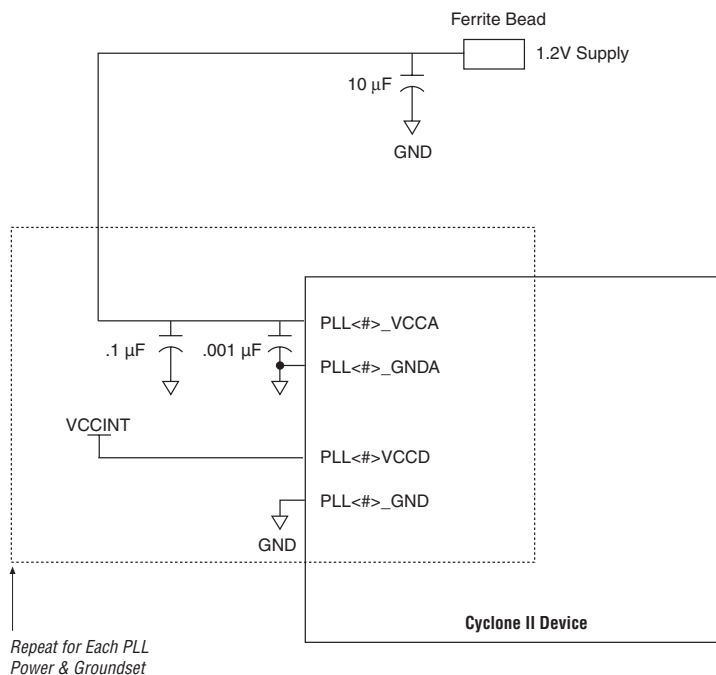 Ferrite Bead
1.2V Supply
10 µF
GND
PLL<#>_VCCA
.1 µF
.001 µF
PLL<#>_GNDA
VCCINT
PLL<#>VCCD
PLL<#>_GND
GND
Cyclone II Device
Repeat for Each PLL
Power & Groundset